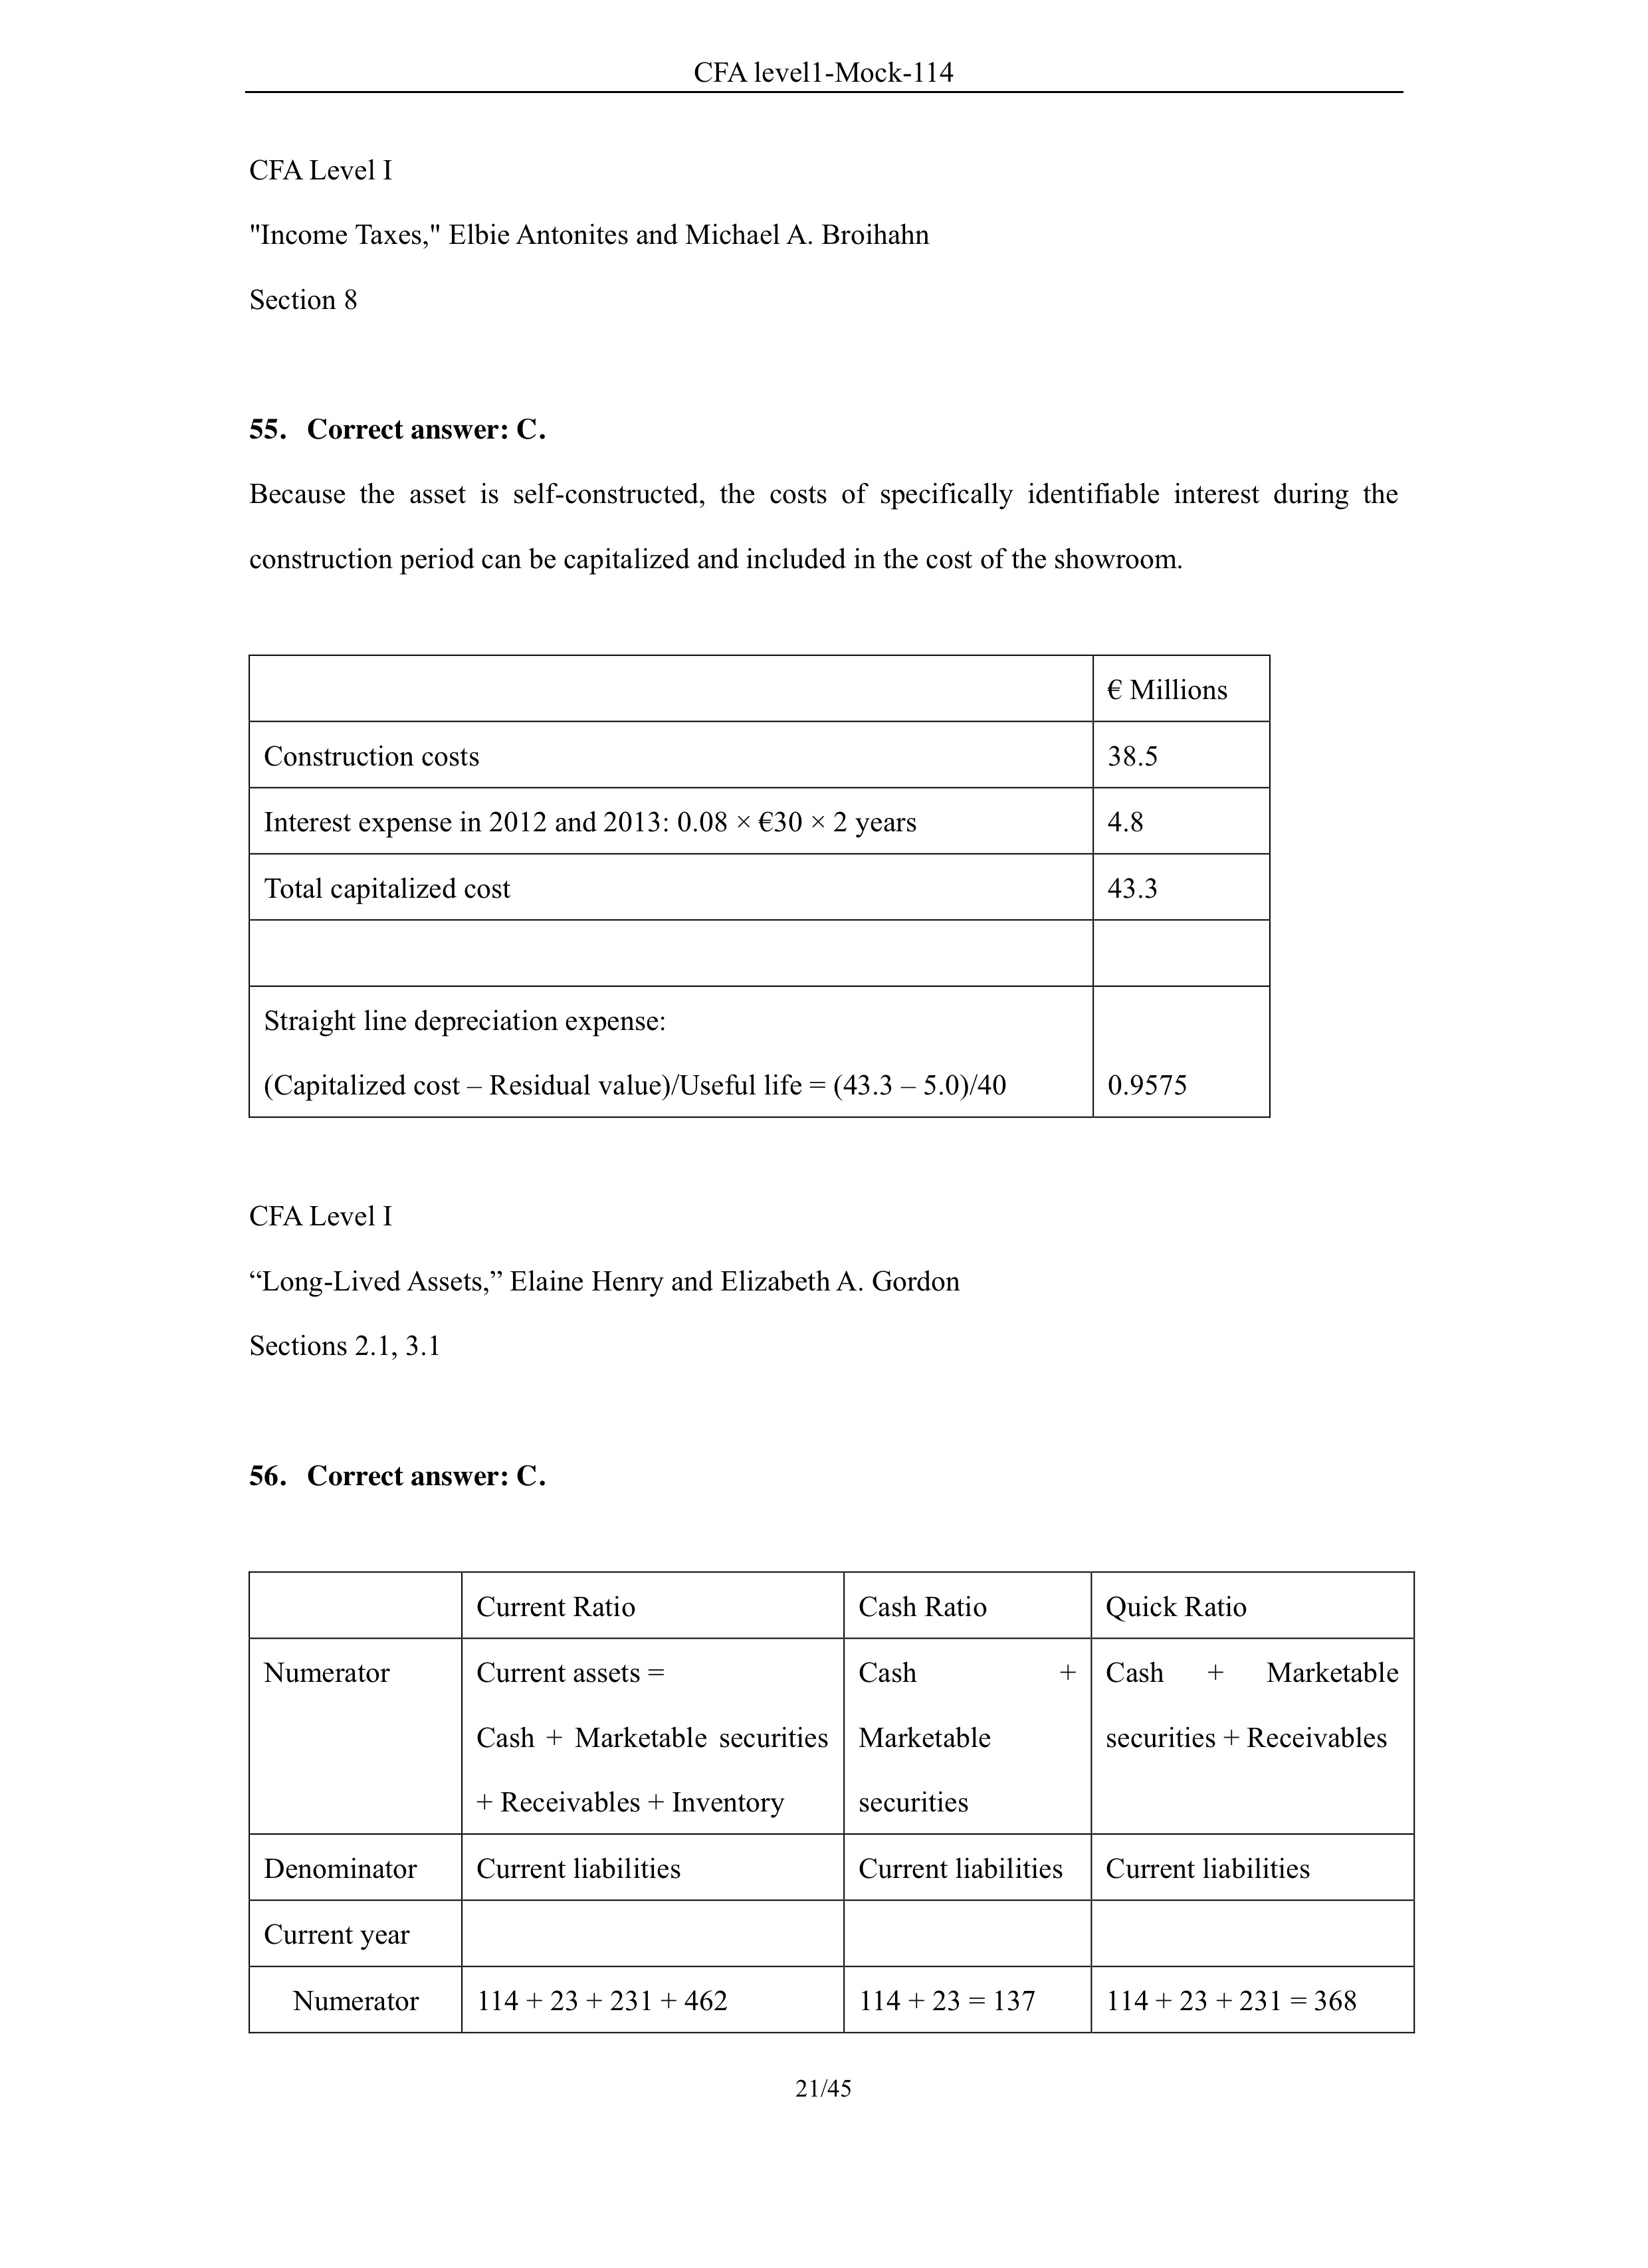 CFA level1-Mock-114
CFA Level I
"Income Taxes," Elbie Antonites and Michael A. Broihahn
Section 8
55. Correct answer: C.
Because the asset is self-constructed, the costs of specifically identifiable interest during the
construction period can be capitalized and included in the cost of the showroom.
€ Millions
Construction costs 38.5
Interest expense in 2012 and 2013: 0.08 × €30 × 2 years 4.8
Total capitalized cost 43.3
Straight line depreciation expense:
(Capitalized cost – Residual value)/Useful life = (43.3 – 5.0)/40 0.9575
CFA Level I
“Long-Lived Assets,” Elaine Henry and Elizabeth A. Gordon
Sections 2.1, 3.1
56. Correct answer: C.
Current Ratio Cash Ratio Quick Ratio
Numerator Current assets = Cash + Cash + Marketable
Cash + Marketable securities Marketable securities + Receivables
+ Receivables + Inventory securities
Denominator Current liabilities Current liabilities Current liabilities
Current year
Numerator 114 + 23 + 231 + 462 114 + 23 = 137 114 + 23 + 231 = 368
21/45